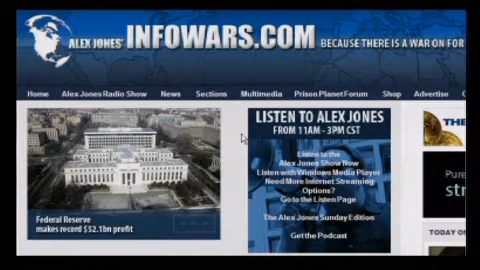 ALEX JONES' INFOWARS.COM BECAUSE THERE IS A WAR ON FOR
Home Alex Jones Radio Show News Sections Multimedia Prison Planet Forum Shop Advertise
LISTEN TO ALEX JONES
FROM 11AM - 3PM CST
Listen to the
Alex Jones Show Now
Listen with Windows Media Player
Need More Internet Streaming
Options?
Go to the Listen Page
The Alex Jones Sunday Edition
Get the Podcast
Federal Reserve
makes record $52.1bn profit
THE
Pure
TODAY ON